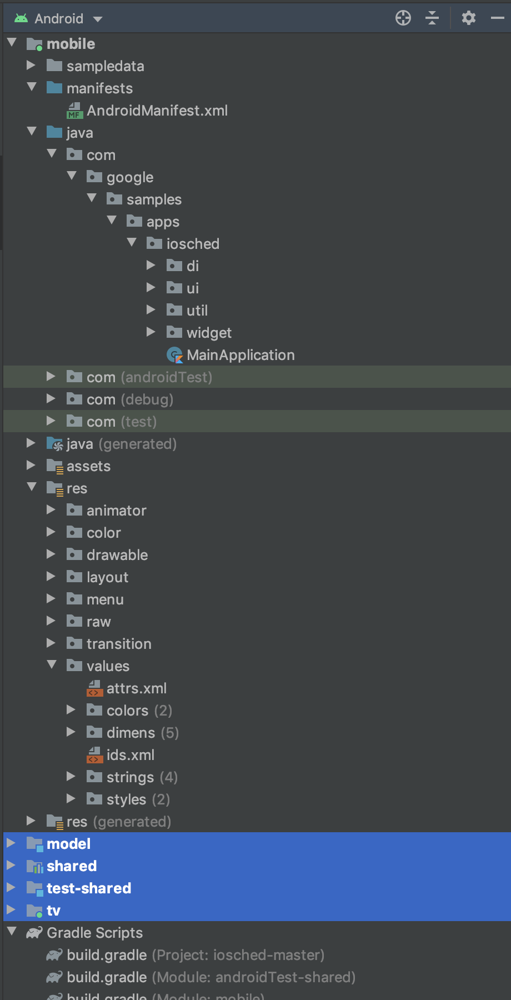 Android
mobile
sampledata
manifests
MF AndroidManifest.xml
java
com
google
samples
apps
iosched
di
ui
util
widget
MainApplication
com (androidTest)
com (debug)
com (test)
java (generated)
assets
res
animator
color
drawable
layout
menu
raw
transition
values
attrs.xml
colors (2)
dimens (5)
ids.xml
strings (4)
styles (2)
res (generated)
model
shared
test-shared
tv
Gradle Scripts
build.gradle (Project: iosched-master)
build.gradle (Module: androidTest-shared)
build.gradle (Module: mobile)